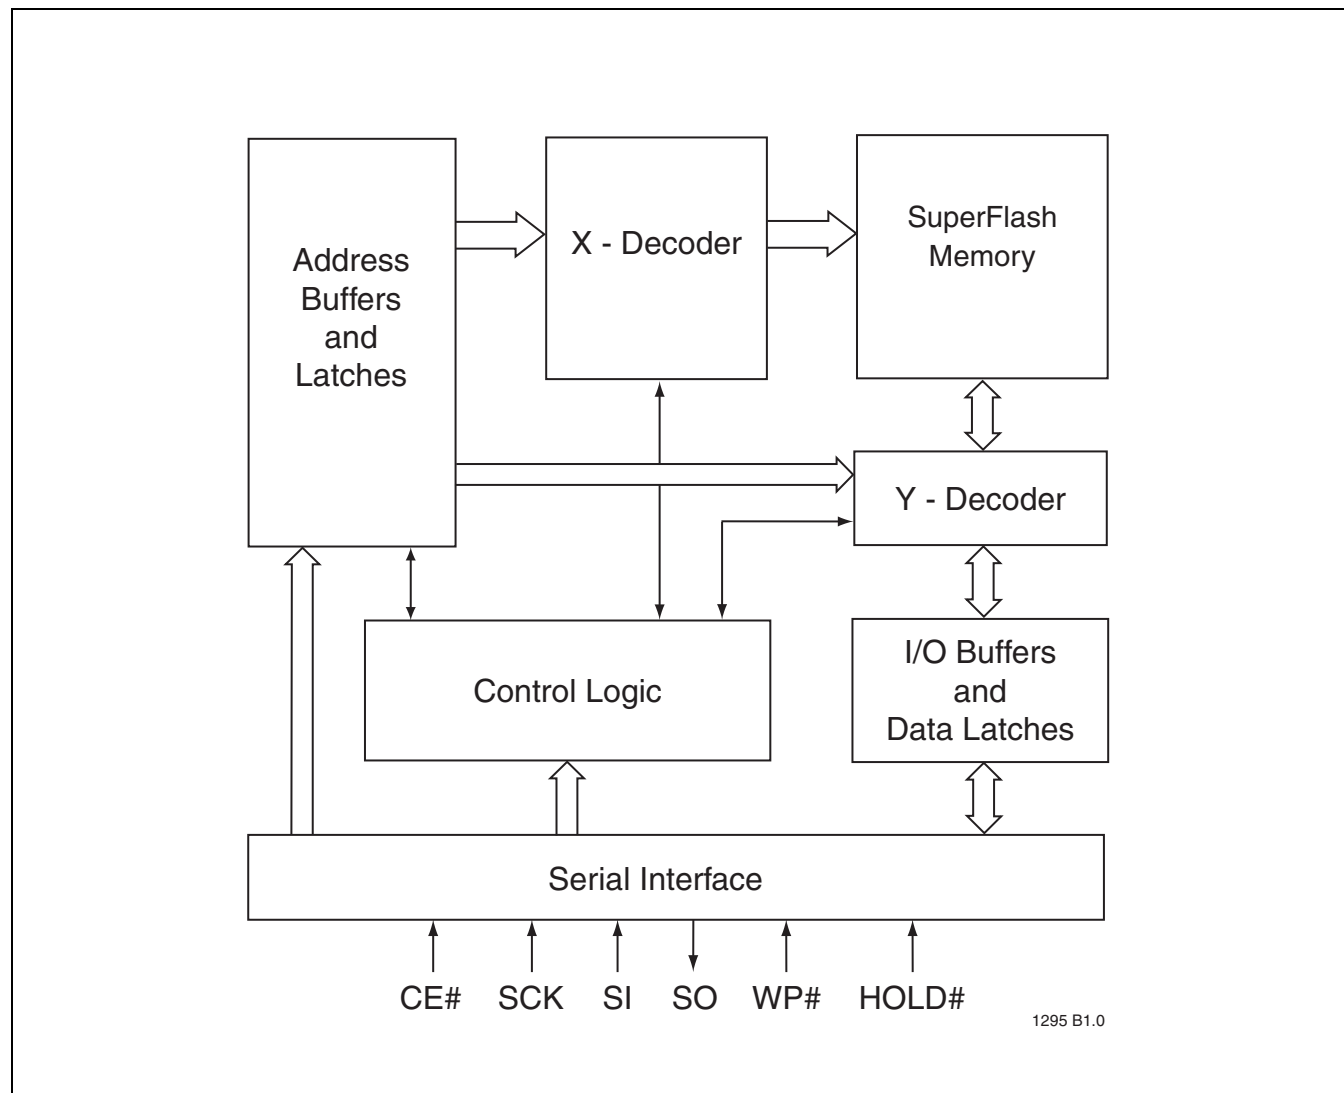 Address
Buffers
and
Latches
X - Decoder
SuperFlash
Memory
Y - Decoder
Control Logic
I/O Buffers
and
Data Latches
Serial Interface
CE# SCK SI SO WP# HOLD#
1295 B1.0